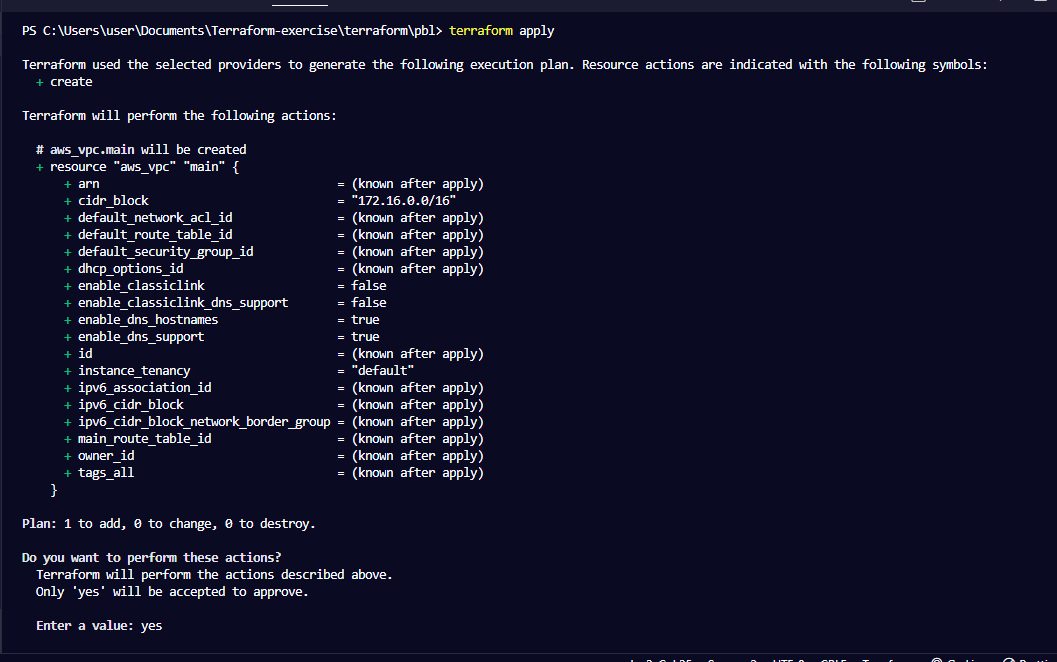 PS C:\Users\user\Documents\Terraform-exercise\terraform\pbl> terraform apply
Terraform used the selected providers to generate the following execution plan. Resource actions are indicated with the following symbols:
+ create
Terraform will perform the following actions:
# aws_vpc.main will be created
+ resource "aws_vpc" "main" {
+ arn = (known after apply)
+ cidr_block = "172.16.0.0/16"
+ default_network_acl_id = (known after apply)
+ default_route_table_id = (known after apply)
+ default_security_group_id = (known after apply)
+ dhcp_options_id = (known after apply)
+ enable_classiclink = false
+ enable_classiclink_dns_support = false
+ enable_dns_hostnames = true
+ enable_dns_support = true
+ id = (known after apply)
+ instance_tenancy = "default"
+ ipv6_association_id = (known after apply)
+ ipv6_cidr_block = (known after apply)
+ ipv6_cidr_block_network_border_group = (known after apply)
+ main_route_table_id = (known after apply)
+ owner_id = (known after apply)
+ tags_all = (known after apply)
}
Plan: 1 to add, 0 to change, 0 to destroy.
Do you want to perform these actions?
Terraform will perform the actions described above.
Only 'yes' will be accepted to approve.
Enter a value: yes